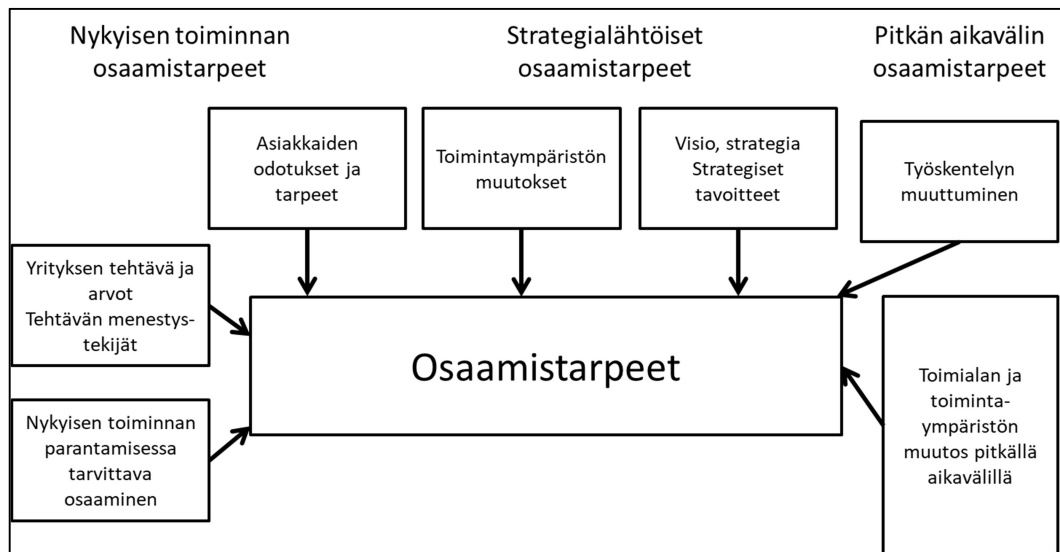 Nykyisen toiminnan
osaamistarpeet
Strategialähtöiset
osaamistarpeet
Pitkän aikavälin
osaamistarpeet
Asiakkaiden
odotukset ja
tarpeet
Toimintaympäristön
muutokset
Visio, strategia
Strategiset
tavoitteet
Työskentelyn
muuttuminen
Yrityksen tehtävä ja
arvot
Tehtävän menestys-
tekijät
Osaamistarpeet
Nykyisen toiminnan
parantamisessa
tarvittava
osaaminen
Toimialan ja
toiminta-
ympäristön
muutos pitkällä
aikavälillä